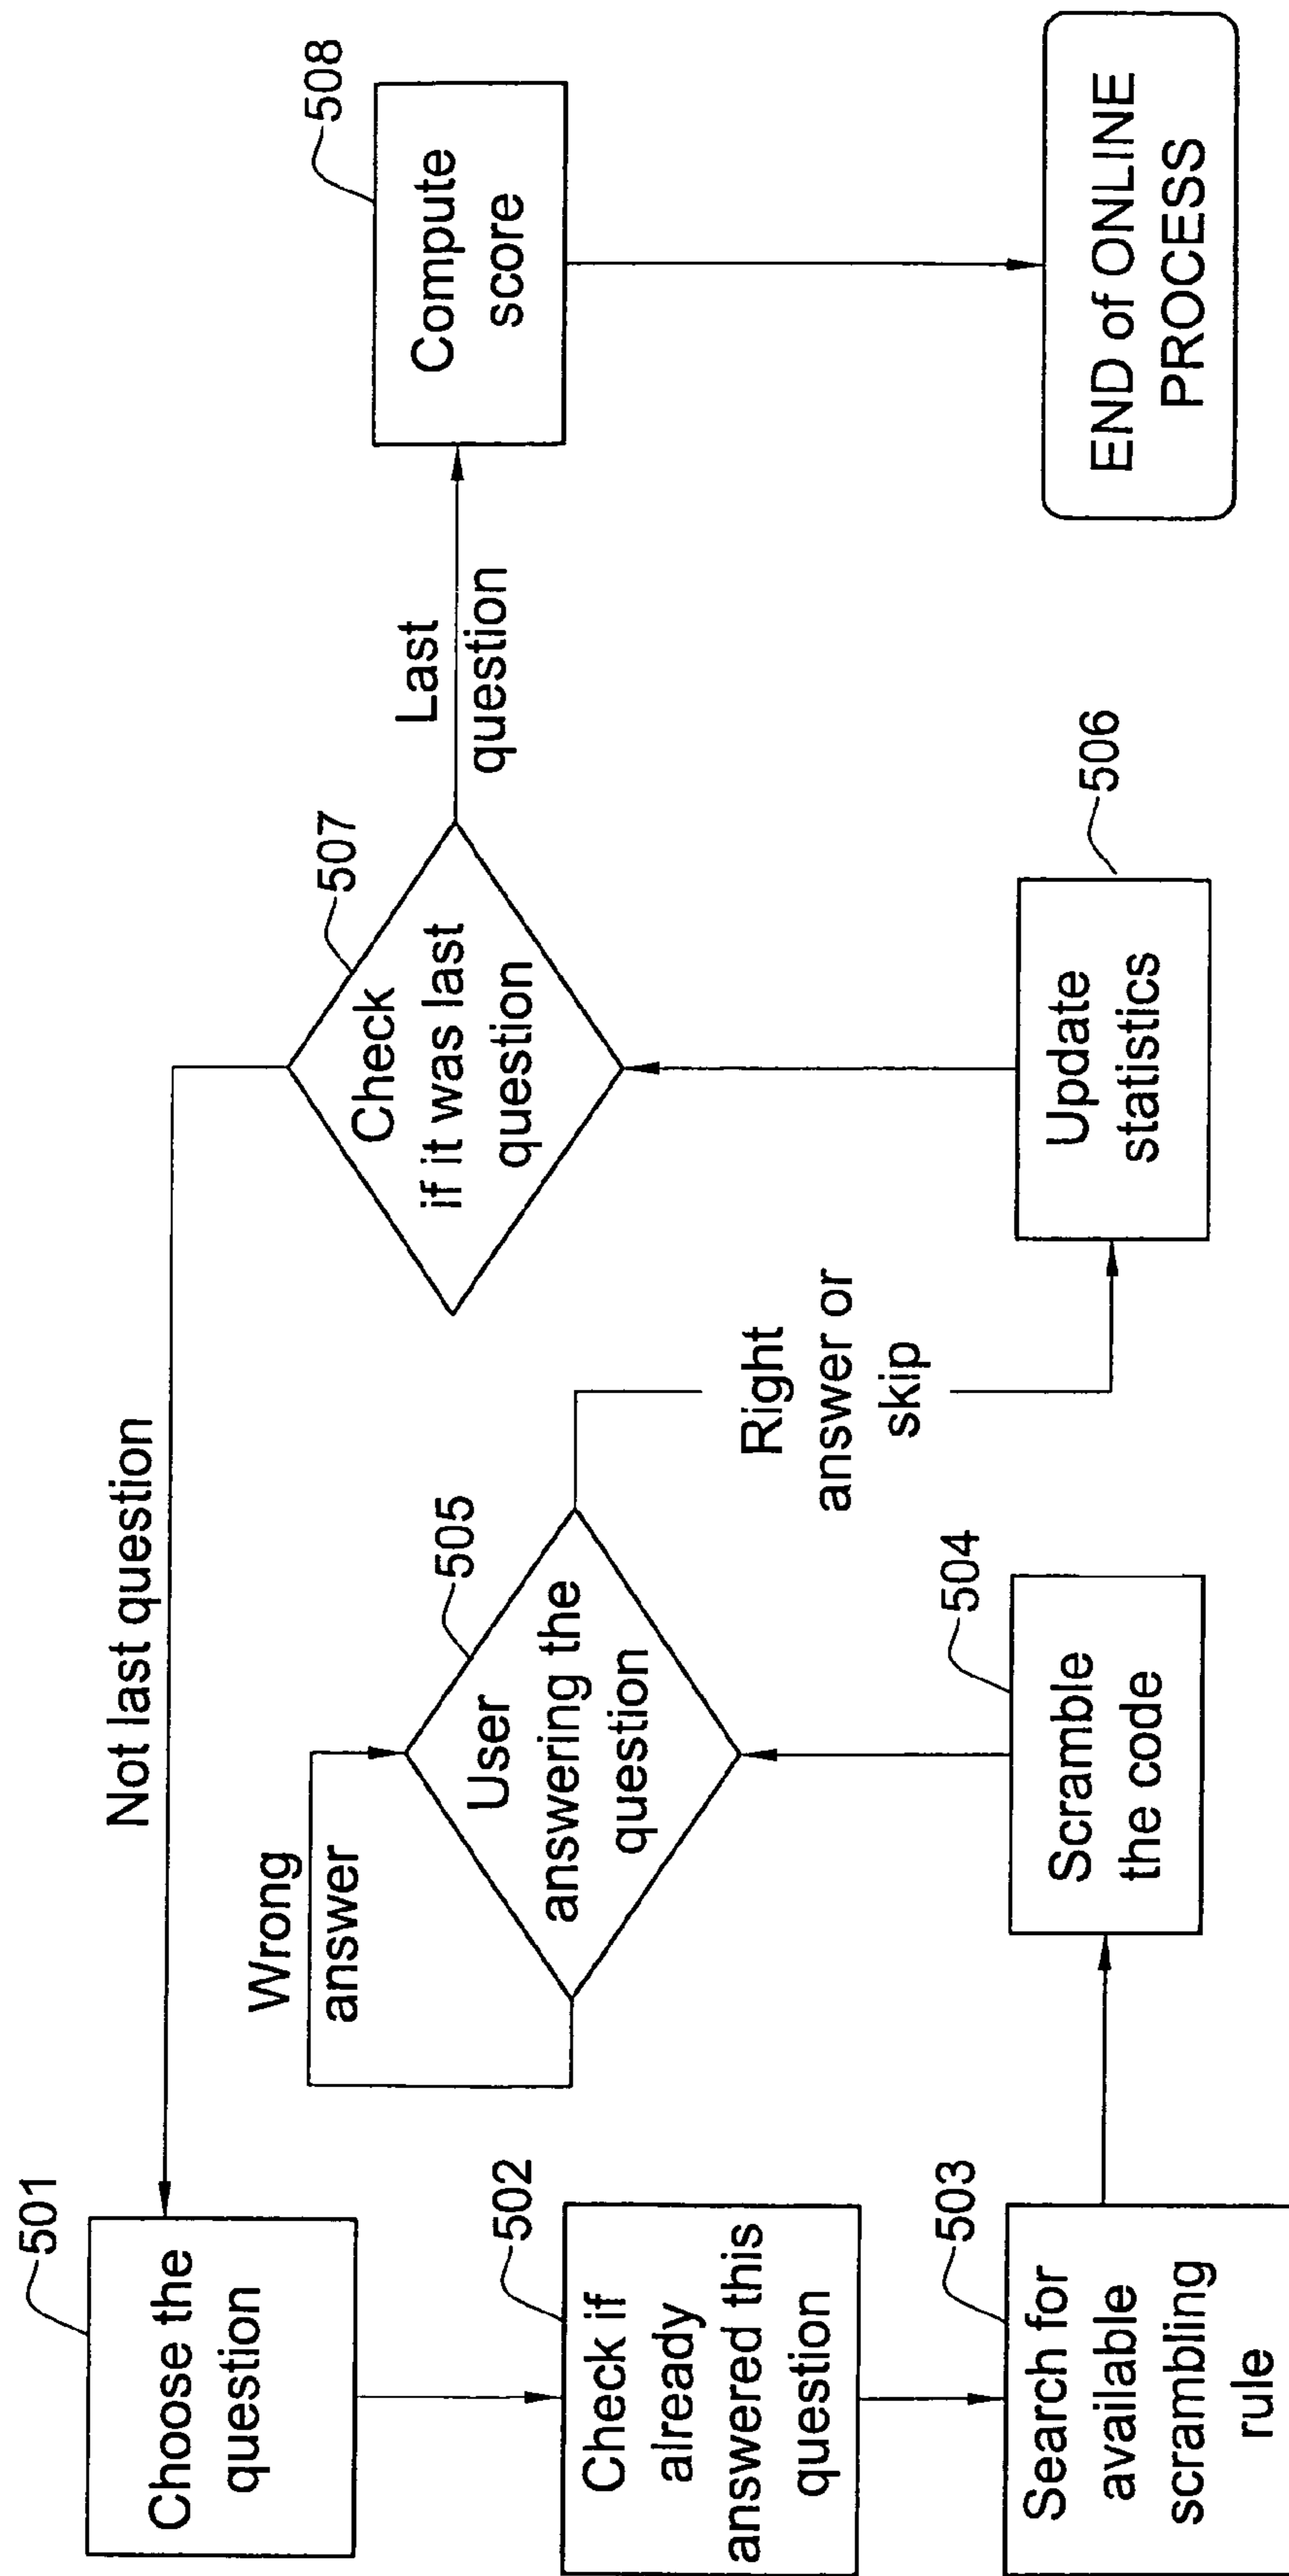 501
Choose the
question
502
Check if
already
answered this
question
503
Search for
available
scrambling
rule
504
Scramble
the code
505
User
answering the
question
Wrong
answer
Right
answer or
skip
506
Update
statistics
507
Check
if it was last
question
Not last question
Last
question
508
Compute
score
END of ONLINE
PROCESS